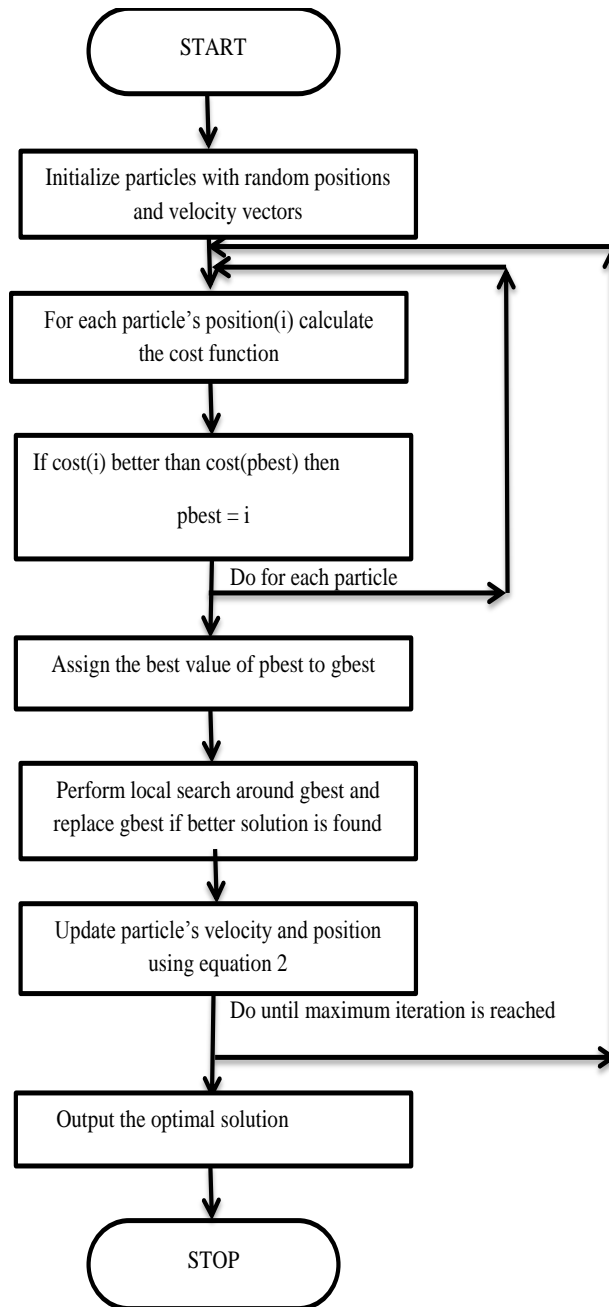 START
Initialize particles with random positions
and velocity vectors
For each particle’s position(i) calculate
the cost function
If cost(i) better than cost(pbest) then
pbest = i
Do for each particle
Assign the best value of pbest to gbest
Perform local search around gbest and
replace gbest if better solution is found
Update particle’s velocity and position
using equation 2
Do until maximum iteration is reached
Output the optimal solution
STOP